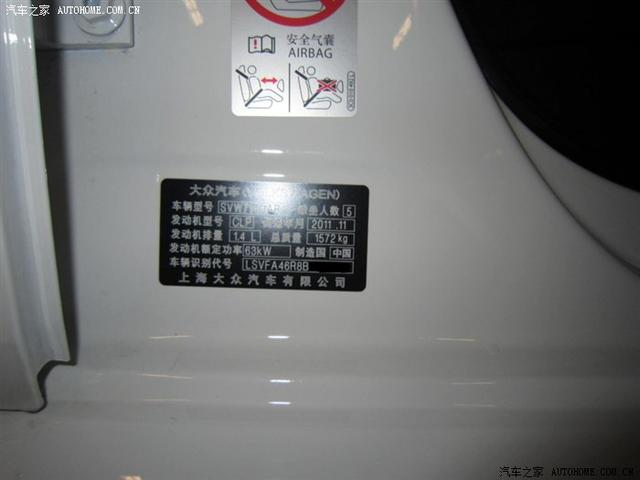 汽车之家 AUTOHOME.COM.CN
安全气囊
AIRBAG
大众汽车
车辆型号 乘坐人数 5
发动机型号 CLP 2011.11
发动机排量 1.4 L 总质量 1572 kg
发动机额定功率 63kW 制造国 中国
车辆识别代号 LSVFA46R8B
上海大众汽车有限公司
汽车之家 AUTOHOME.COM.CN